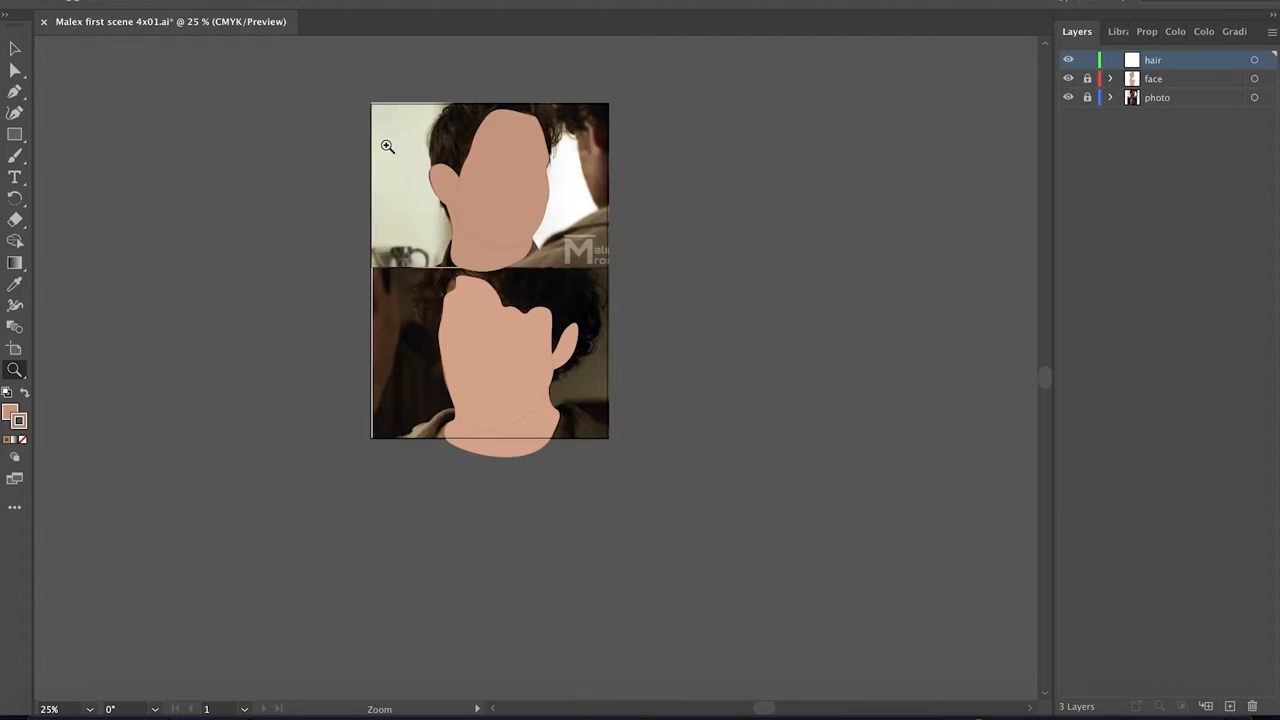 Malex first scene 4x01.ai* @ 25 % (CMYK/Preview)
Layers
Libra
Prop
Colo
Colo
Gradi
hair
face
photo
M
25%
0°
1
Zoom
3 Layers